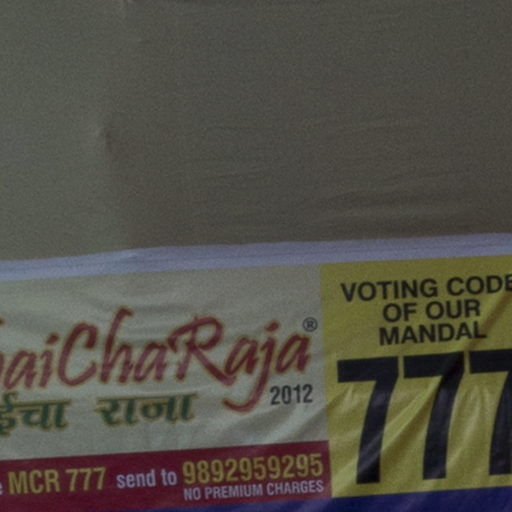 aiChaRaja®
ईचा राजा
2012
MCR 777 send to 9892959295
NO PREMIUM CHARGES
VOTING CODE
OF OUR
MANDAL
777